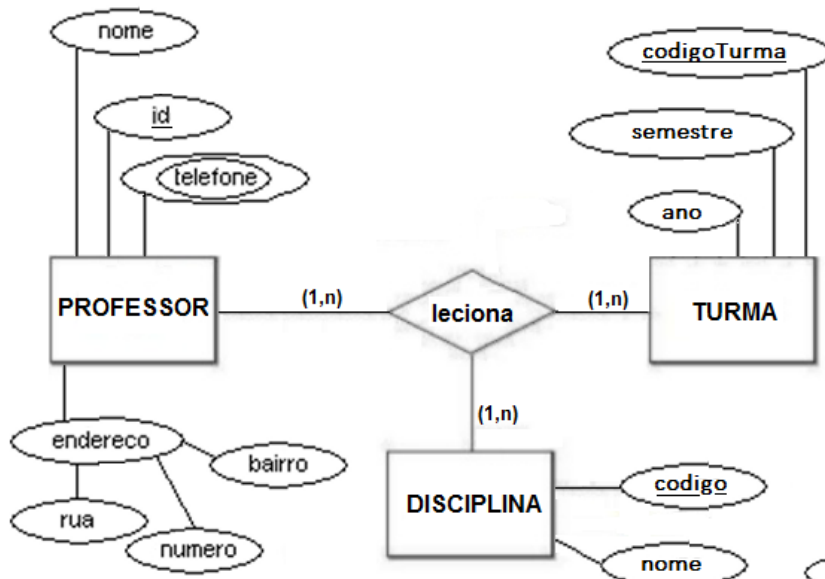 nome
codigoTurma
id
semestre
telefone
ano
PROFESSOR
(1,n)
leciona
(1,n)
TURMA
(1,n)
endereco
bairro
rua
numero
DISCIPLINA
codigo
nome